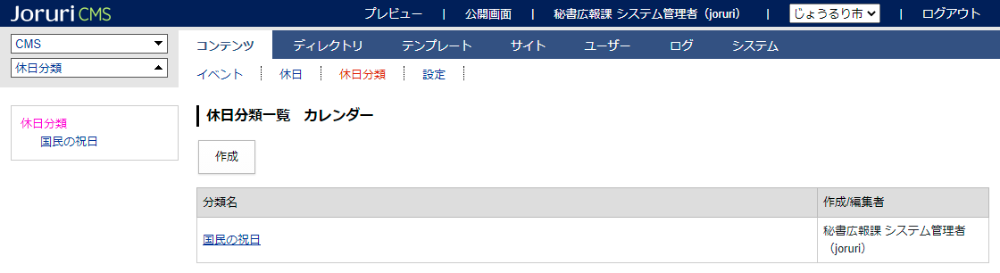 Joruri CMS プレビュー | 公開画面 | 秘書広報課 システム管理者（joruri） | じょうるり市 | ログアウト
CMS
休日分類
コンテンツ ディレクトリ テンプレート サイト ユーザー ログ システム
イベント 休日 休日分類 設定
休日分類
国民の祝日
休日分類一覧 カレンダー
作成
分類名 作成/編集者
国民の祝日 秘書広報課 システム管理者
（joruri）